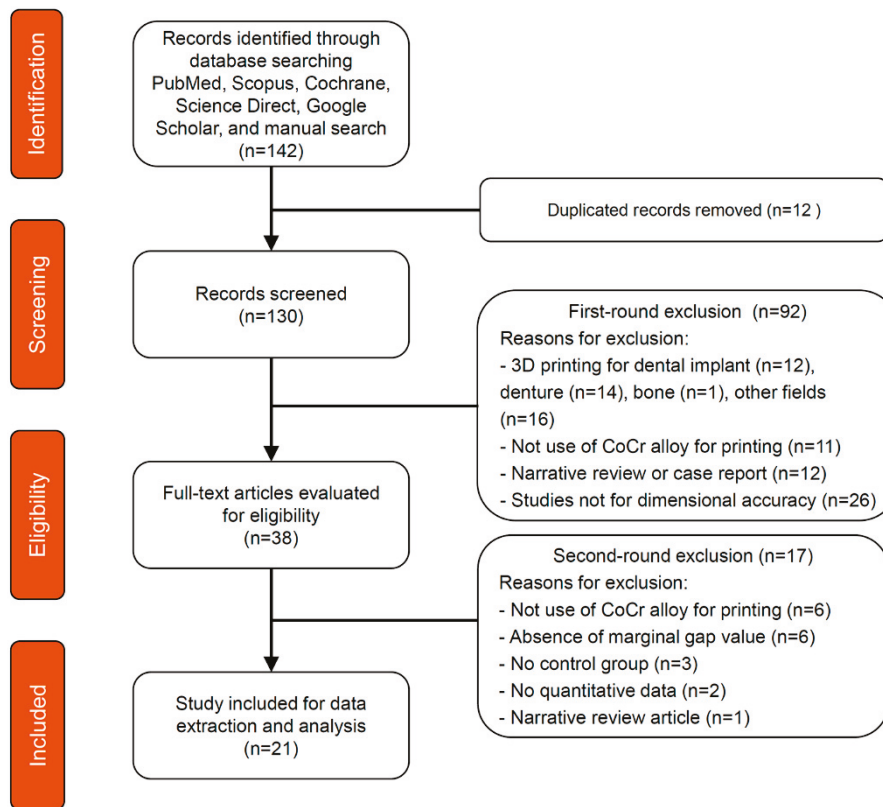 Identification
Records identified through
database searching
PubMed, Scopus, Cochrane,
Science Direct, Google
Scholar, and manual search
(n=142)
Duplicated records removed (n=12 )
Screening
Records screened
(n=130)
First-round exclusion (n=92)
Reasons for exclusion:
- 3D printing for dental implant (n=12),
denture (n=14), bone (n=1), other fields
(n=16)
- Not use of CoCr alloy for printing (n=11)
- Narrative review or case report (n=12)
- Studies not for dimensional accuracy (n=26)
Eligibility
Full-text articles evaluated
for eligibility
(n=38)
Second-round exclusion (n=17)
Reasons for exclusion:
- Not use of CoCr alloy for printing (n=6)
- Absence of marginal gap value (n=6)
- No control group (n=3)
- No quantitative data (n=2)
- Narrative review article (n=1)
Included
Study included for data
extraction and analysis
(n=21)